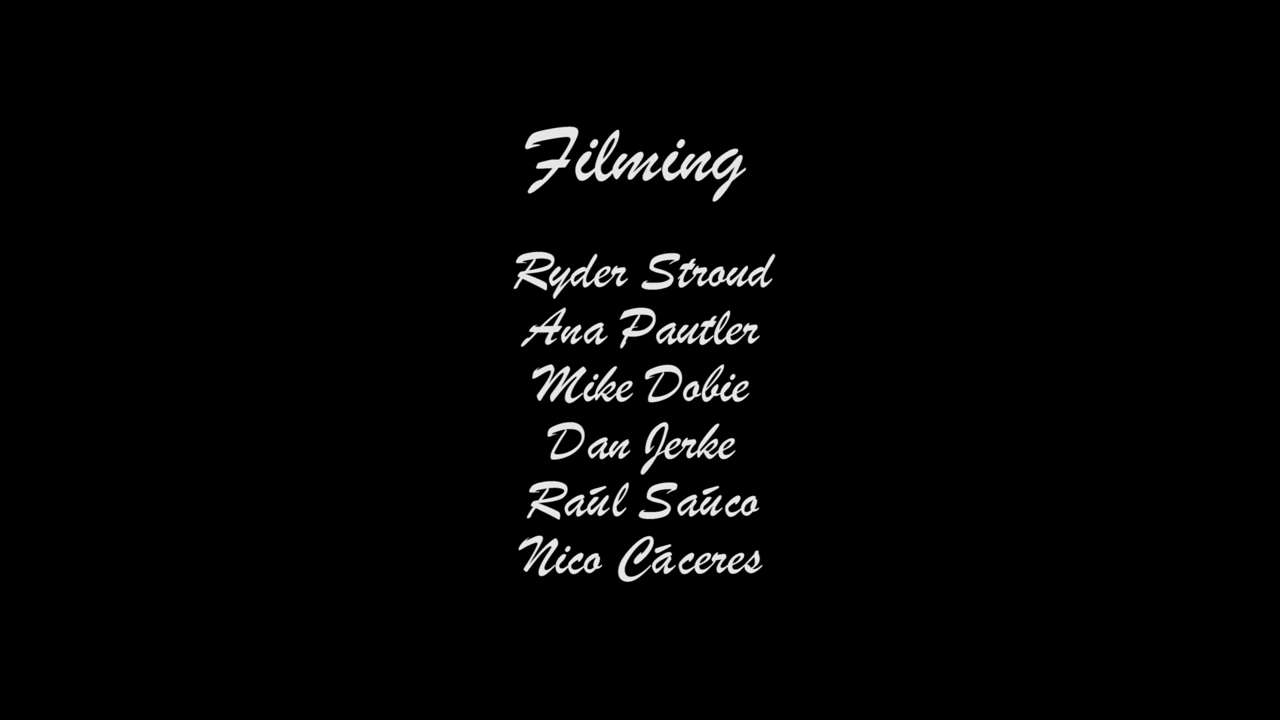 Filming
Ryder Stroud
Ana Pautler
Mike Dobie
Dan Jerke
Raúl Saúco
Nico Cáceres